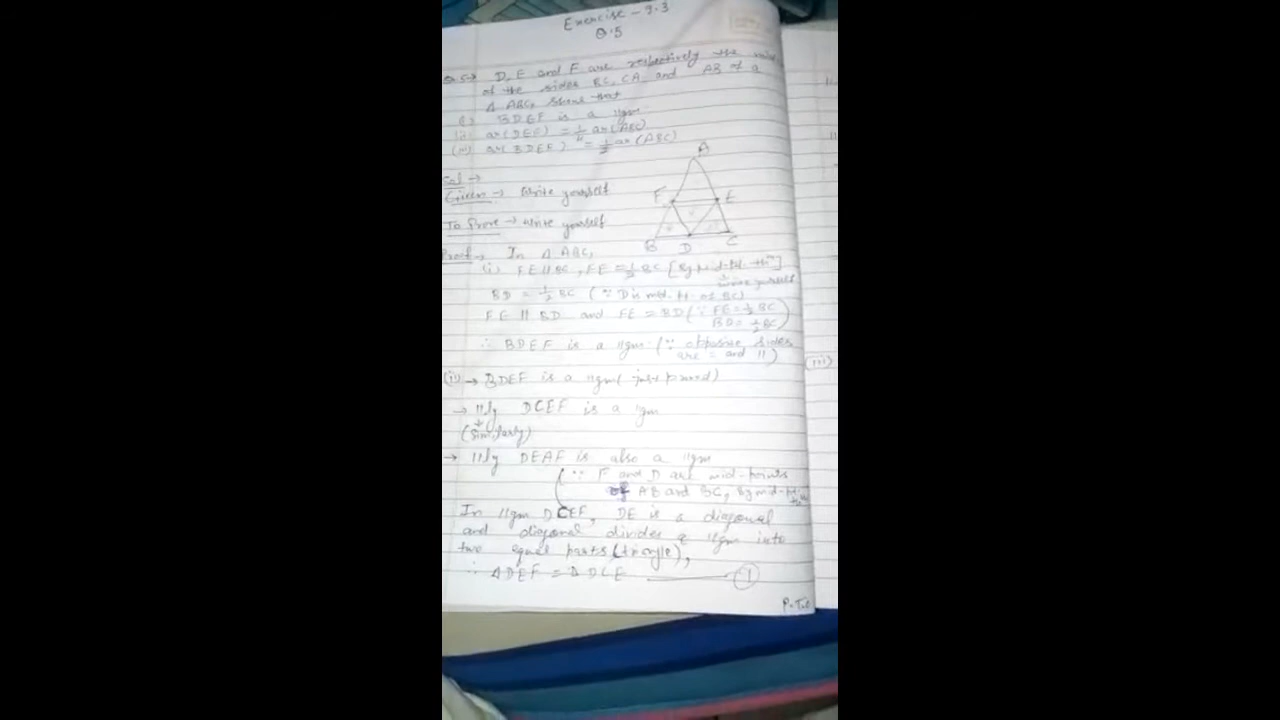 Exercise - 9.3
Q.5
Q.5 → D, E and F are respectively the mid
of the sides BC, CA and AB of a
Δ ABC, show that
(i) BDEF is a ||gm
(ii) ar(DEF) = 1/4 ar(ABC)
(iii) ar(BDEF) = 1/2 ar(ABC)
Sol →
Given → write yourself
To Prove → write yourself
A
F E
B D C
Proof → In Δ ABC,
(i) FE || BC, FE = 1/2 BC [By mid-pt. thm]
write yourself
BD = 1/2 BC (∵ D is mid. pt. of BC)
FE || BD and FE = BD (∵ FE = 1/2 BC
BD = 1/2 BC)
∴ BDEF is a ||gm (∵ opposite sides
are = and ||)
(ii) → BDEF is a ||gm (just proved)
→ |||ly DCEF is a ||gm
(Similarly)
→ |||ly DEAF is also a ||gm
(∵ F and D are mid-points
of AB and BC, By mid-pt.
In ||gm DCEF, DE is a diagonal
and diagonal divides a ||gm into
two equal parts (triangle),
∴ Δ DEF = Δ DCE ——— 1
P.T.O
(iii)